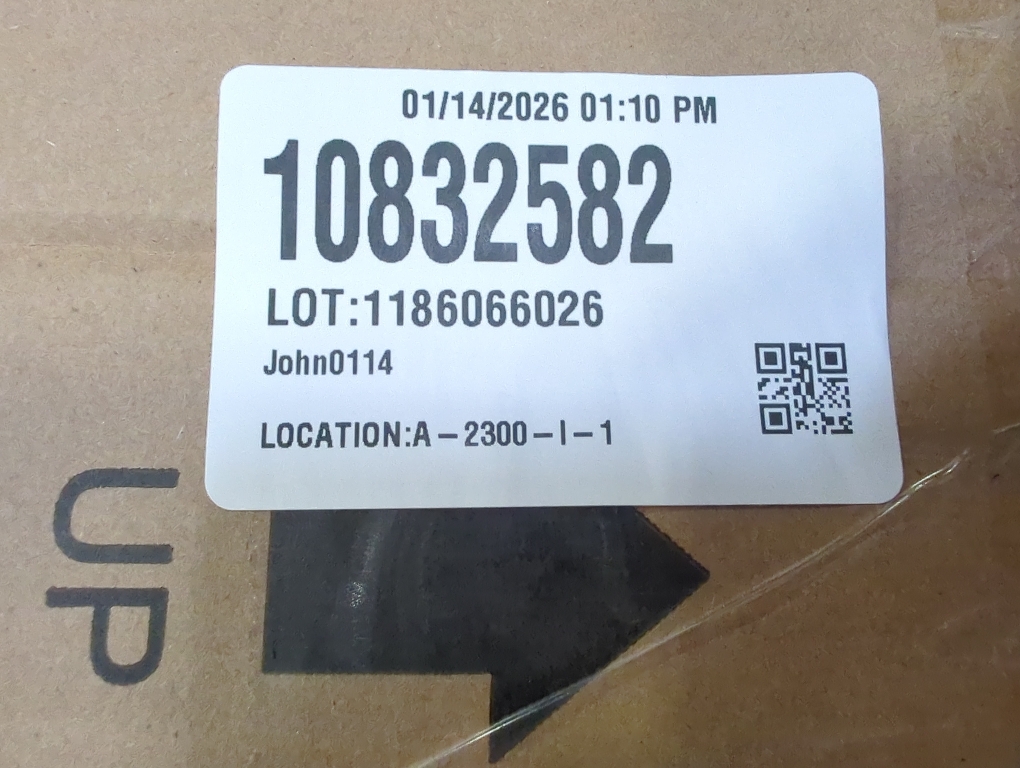 01/14/2026 01:10 PM
10832582
LOT:1186066026
John0114
LOCATION:A-2300-I-1
UP